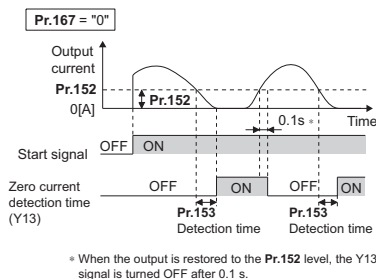 Pr.167 = "0"
Output
current
Pr.152
Pr.152
0[A]
Time
0.1s *
Start signal
OFF ON
Zero current
detection time
(Y13)
OFF ON OFF ON
Pr.153 Pr.153
Detection time Detection time
* When the output is restored to the Pr.152 level, the Y13
signal is turned OFF after 0.1 s.